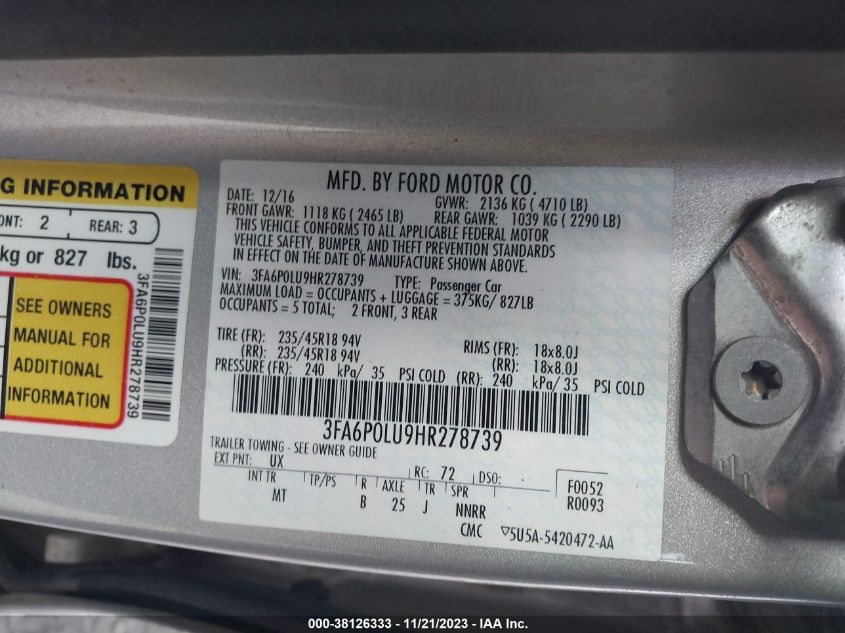 G INFORMATION
ONT: 2 REAR: 3
kg or 827 lbs.
SEE OWNERS
MANUAL FOR
ADDITIONAL
INFORMATION
3FA6P0LU9HR278739
MFD. BY FORD MOTOR CO.
DATE: 12/16 GVWR: 2136 KG ( 4710 LB)
FRONT GAWR: 1118 KG ( 2465 LB) REAR GAWR: 1039 KG ( 2290 LB)
THIS VEHICLE CONFORMS TO ALL APPLICABLE FEDERAL MOTOR
VEHICLE SAFETY, BUMPER, AND THEFT PREVENTION STANDARDS
IN EFFECT ON THE DATE OF MANUFACTURE SHOWN ABOVE.
VIN: 3FA6P0LU9HR278739 TYPE: Passenger Car
MAXIMUM LOAD = OCCUPANTS + LUGGAGE = 375KG/ 827LB
OCCUPANTS = 5 TOTAL; 2 FRONT, 3 REAR
TIRE (FR): 235/45R18 94V RIMS (FR): 18x8.0J
(RR): 235/45R18 94V (RR): 18x8.0J
PRESSURE (FR): 240 kPa/ 35 PSI COLD (RR): 240 kPa/ 35 PSI COLD
3FA6P0LU9HR278739
TRAILER TOWING - SEE OWNER GUIDE
EXT PNT: UX RC: 72 DSO:
INT TR TP/PS R AXLE TR SPR
MT B 25 J NNRR
F0052
R0093
CMC ▽5U5A-5420472-AA
000-38126333 - 11/21/2023 - IAA Inc.